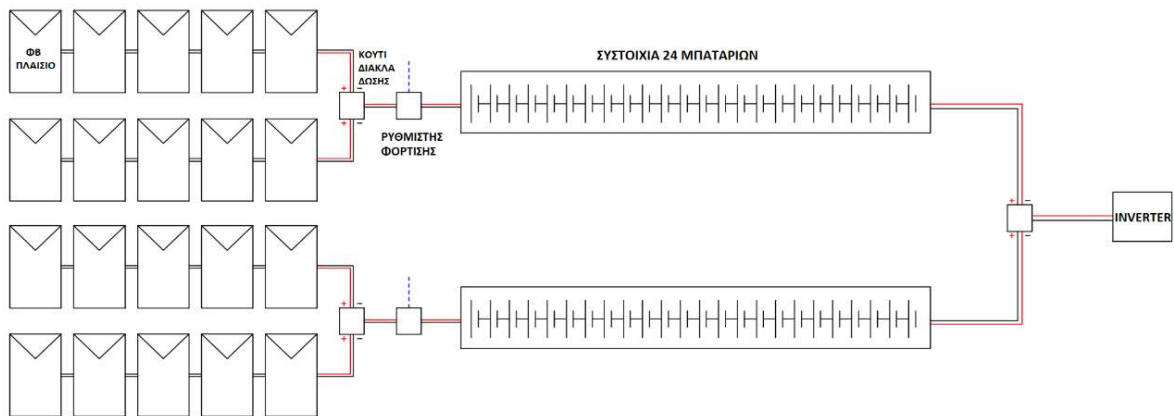 ΦΒ
ΠΛΑΙΣΙΟ
ΚΟΥΤΙ
ΔΙΑΚΛΑ
ΔΩΣΗΣ
ΣΥΣΤΟΙΧΙΑ 24 ΜΠΑΤΑΡΙΩΝ
+ −
+ −
ΡΥΘΜΙΣΤΗΣ
ΦΟΡΤΙΣΗΣ
+ −
INVERTER
+ −
+ −
+ −